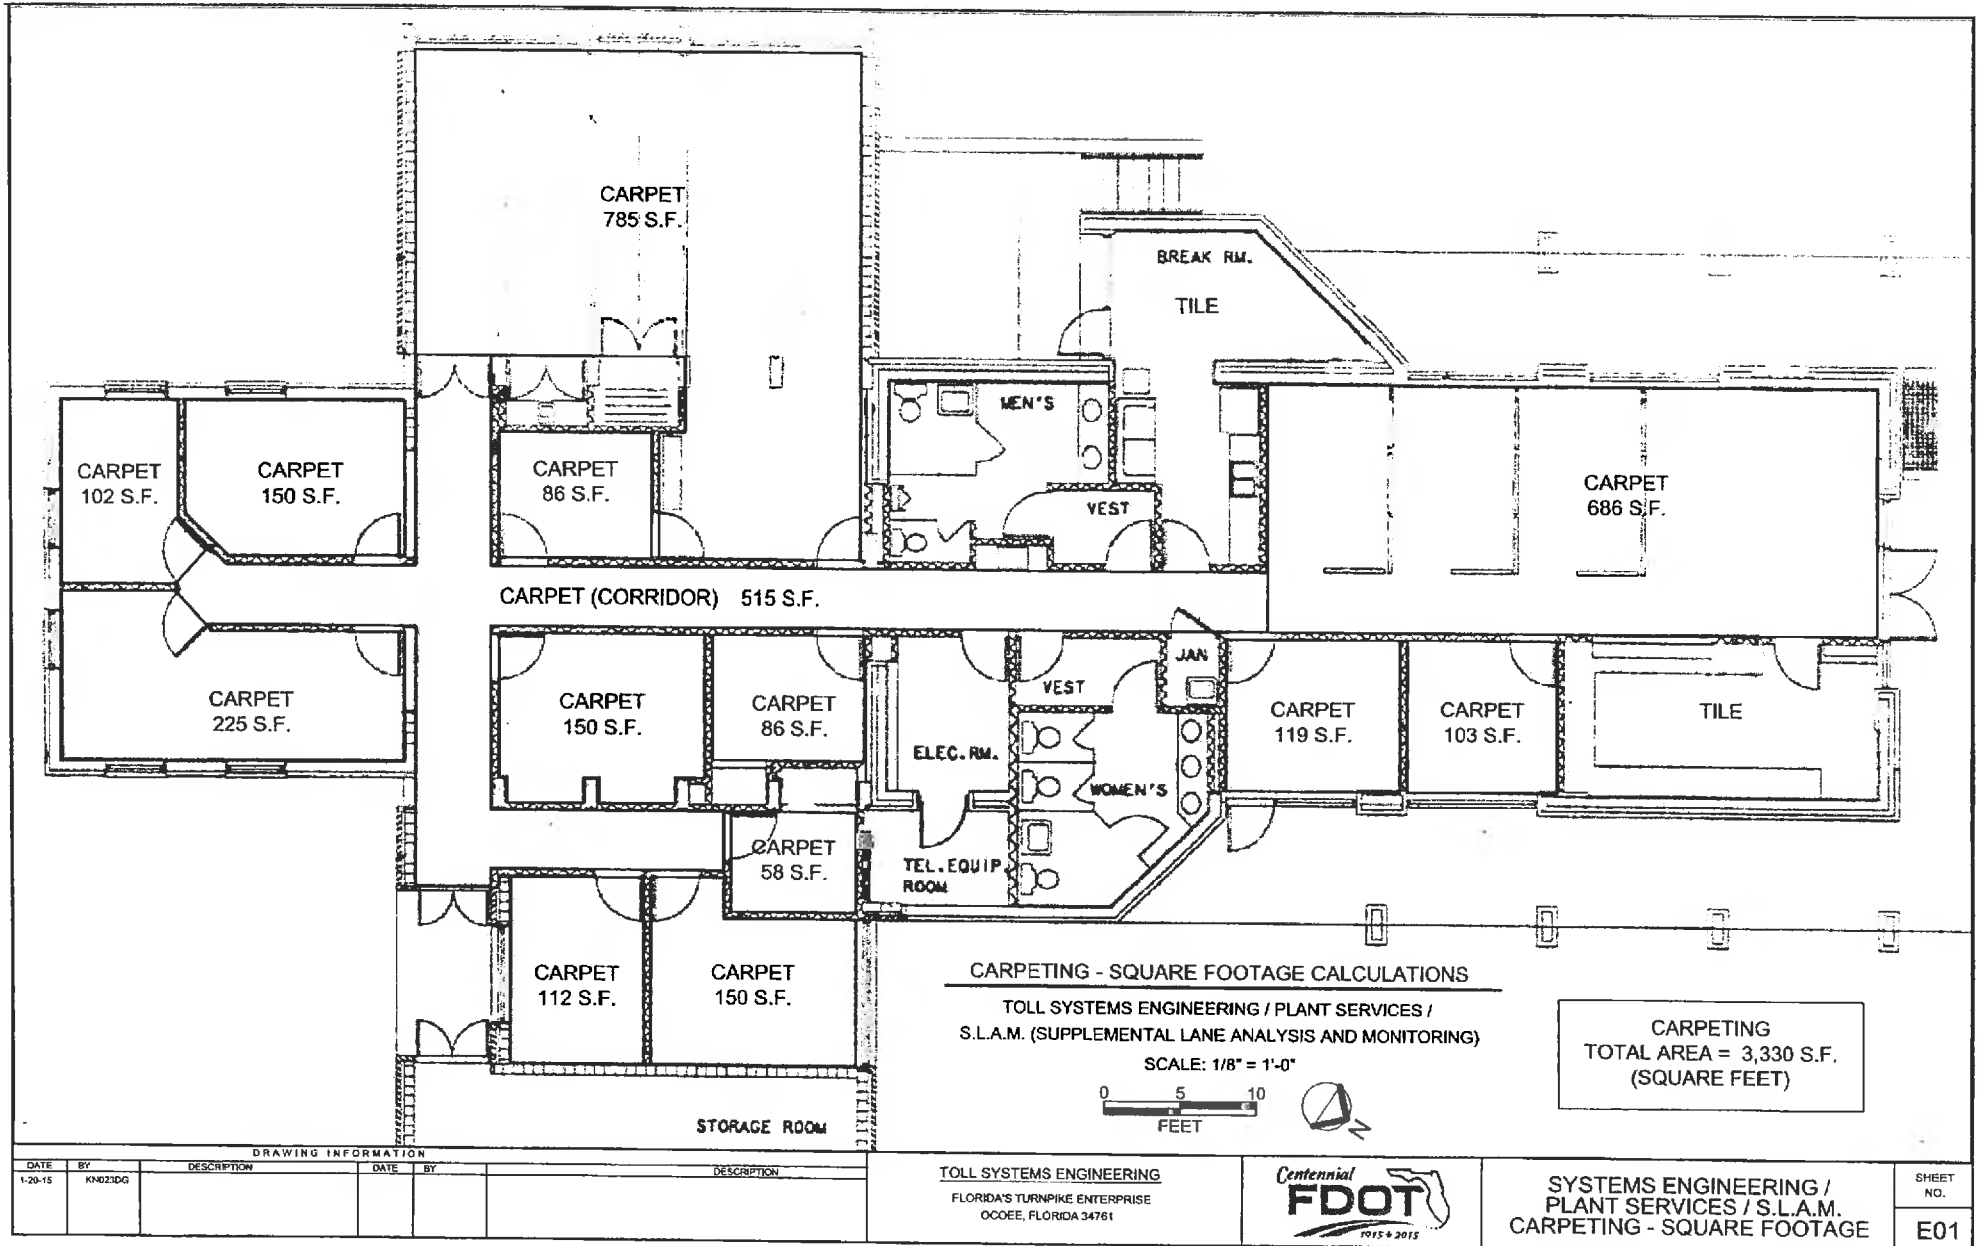 CARPET
785 S.F.
BREAK RM.
TILE
MEN'S
VEST
CARPET
102 S.F.
CARPET
150 S.F.
CARPET
86 S.F.
CARPET
686 S.F.
CARPET (CORRIDOR) 515 S.F.
CARPET
225 S.F.
CARPET
150 S.F.
CARPET
86 S.F.
ELEC. RM.
VEST
JAN
WOMEN'S
CARPET
119 S.F.
CARPET
103 S.F.
TILE
CARPET
58 S.F.
TEL. EQUIP.
ROOM
CARPET
112 S.F.
CARPET
150 S.F.
STORAGE ROOM
CARPETING - SQUARE FOOTAGE CALCULATIONS
TOLL SYSTEMS ENGINEERING / PLANT SERVICES /
S.L.A.M. (SUPPLEMENTAL LANE ANALYSIS AND MONITORING)
SCALE: 1/8" = 1'-0"
0 5 10
FEET
N
CARPETING
TOTAL AREA = 3,330 S.F.
(SQUARE FEET)
DRAWING INFORMATION
DATE BY DESCRIPTION DATE BY DESCRIPTION
1-20-15 KN023DG
TOLL SYSTEMS ENGINEERING
FLORIDA'S TURNPIKE ENTERPRISE
OCOEE, FLORIDA 34761
Centennial
FDOT
1915 + 2015
SYSTEMS ENGINEERING /
PLANT SERVICES / S.L.A.M.
CARPETING - SQUARE FOOTAGE
SHEET
NO.
E01